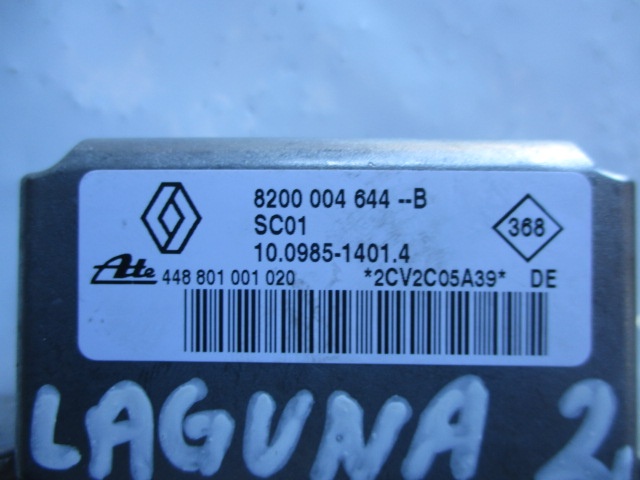 8200 004 644 --B
SC01
368
10.0985-1401.4
Ate 448 801 001 020 *2CV2C05A39* DE
LAGUNA 2.